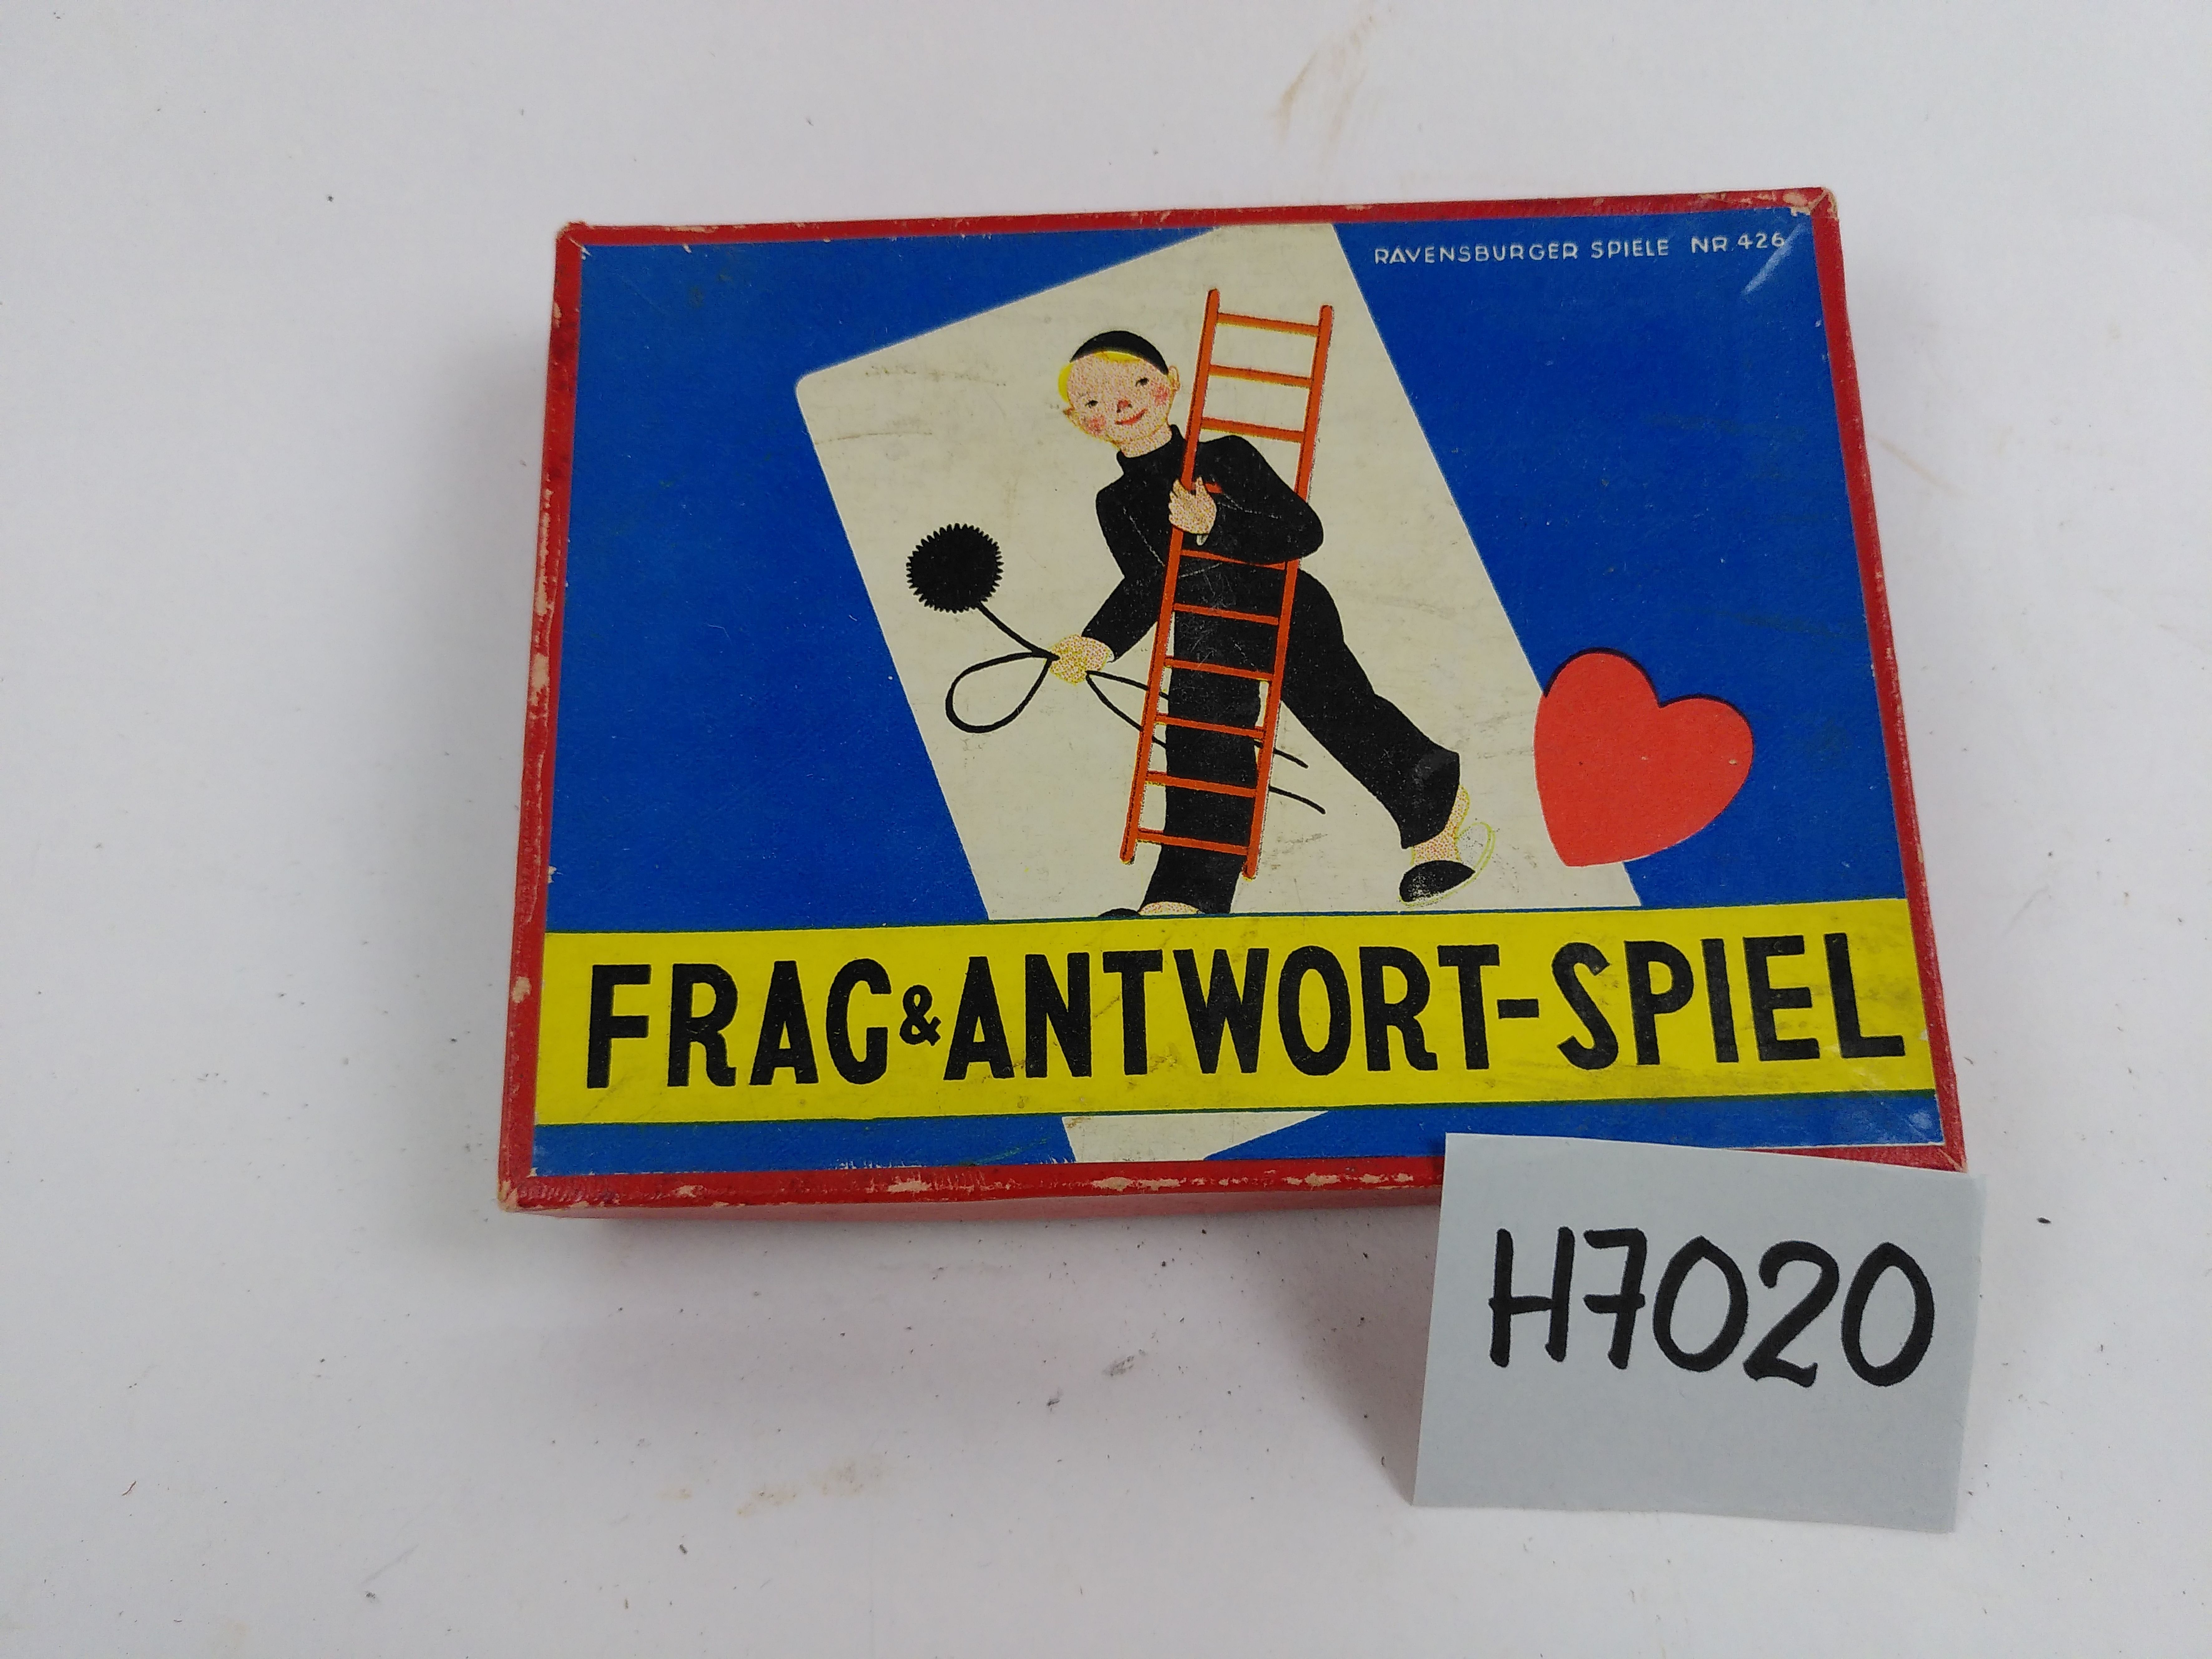 RAVENSBURGER SPIELE NR. 426
FRAG & ANTWORT-SPIEL
H7020